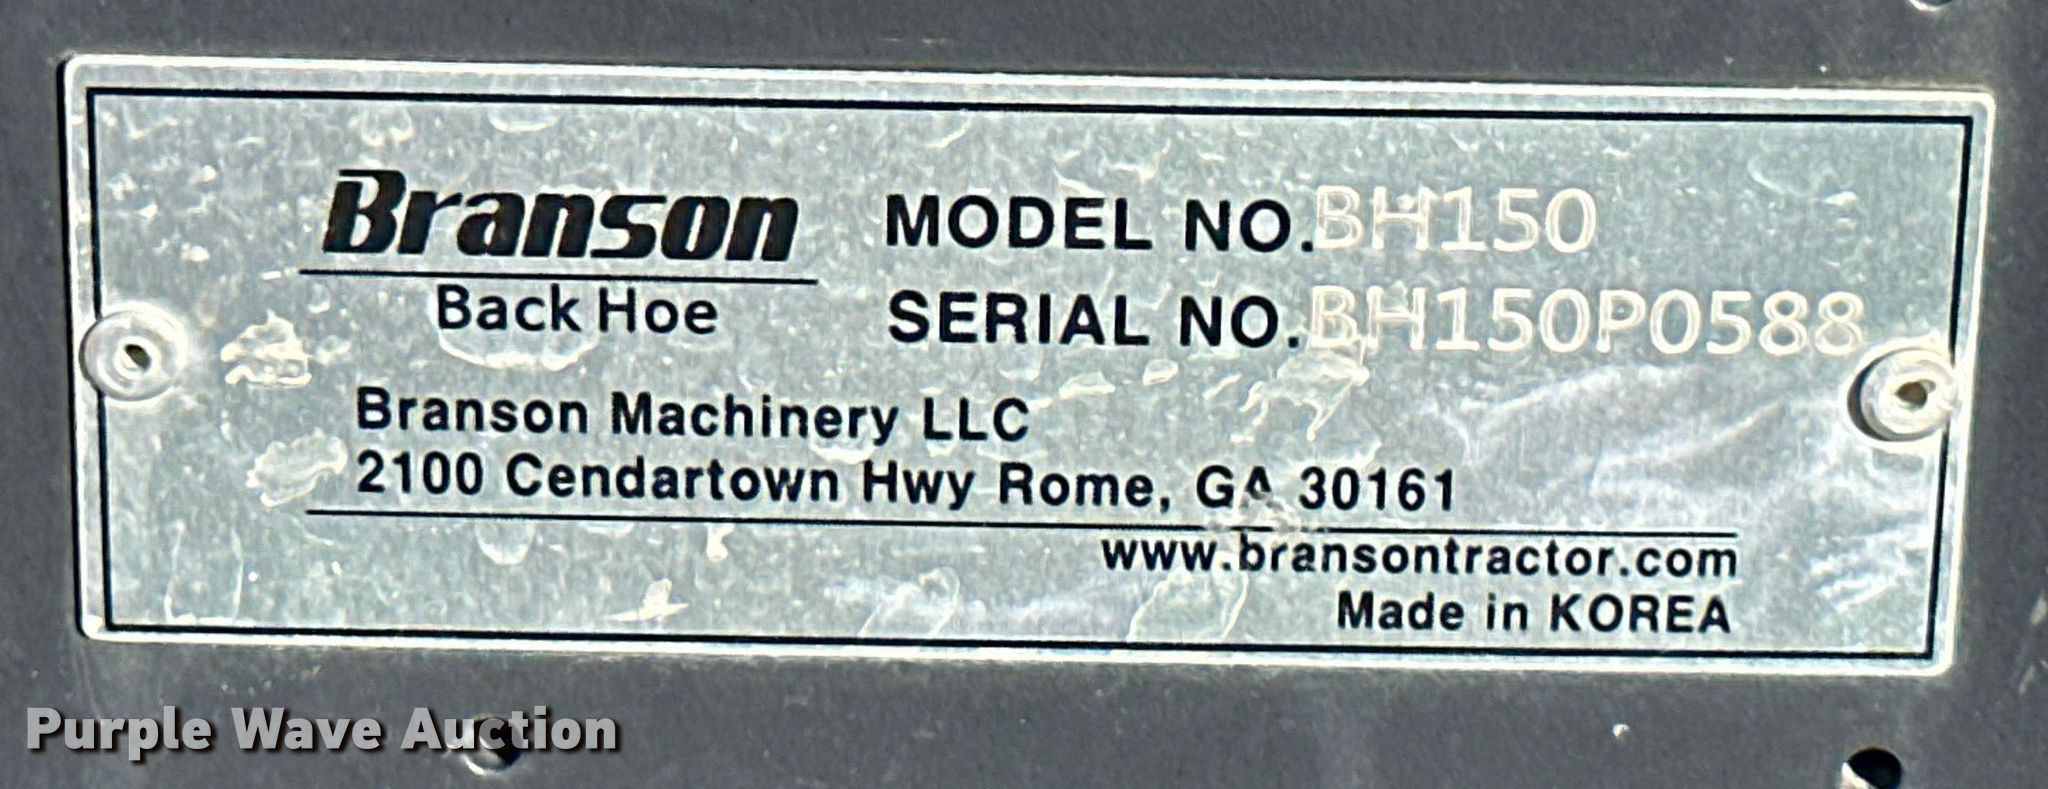 Branson
Back Hoe
MODEL NO. BH150
SERIAL NO. BH150P0588
Branson Machinery LLC
2100 Cendartown Hwy Rome, GA 30161
www.bransontractor.com
Made in KOREA
Purple Wave Auction